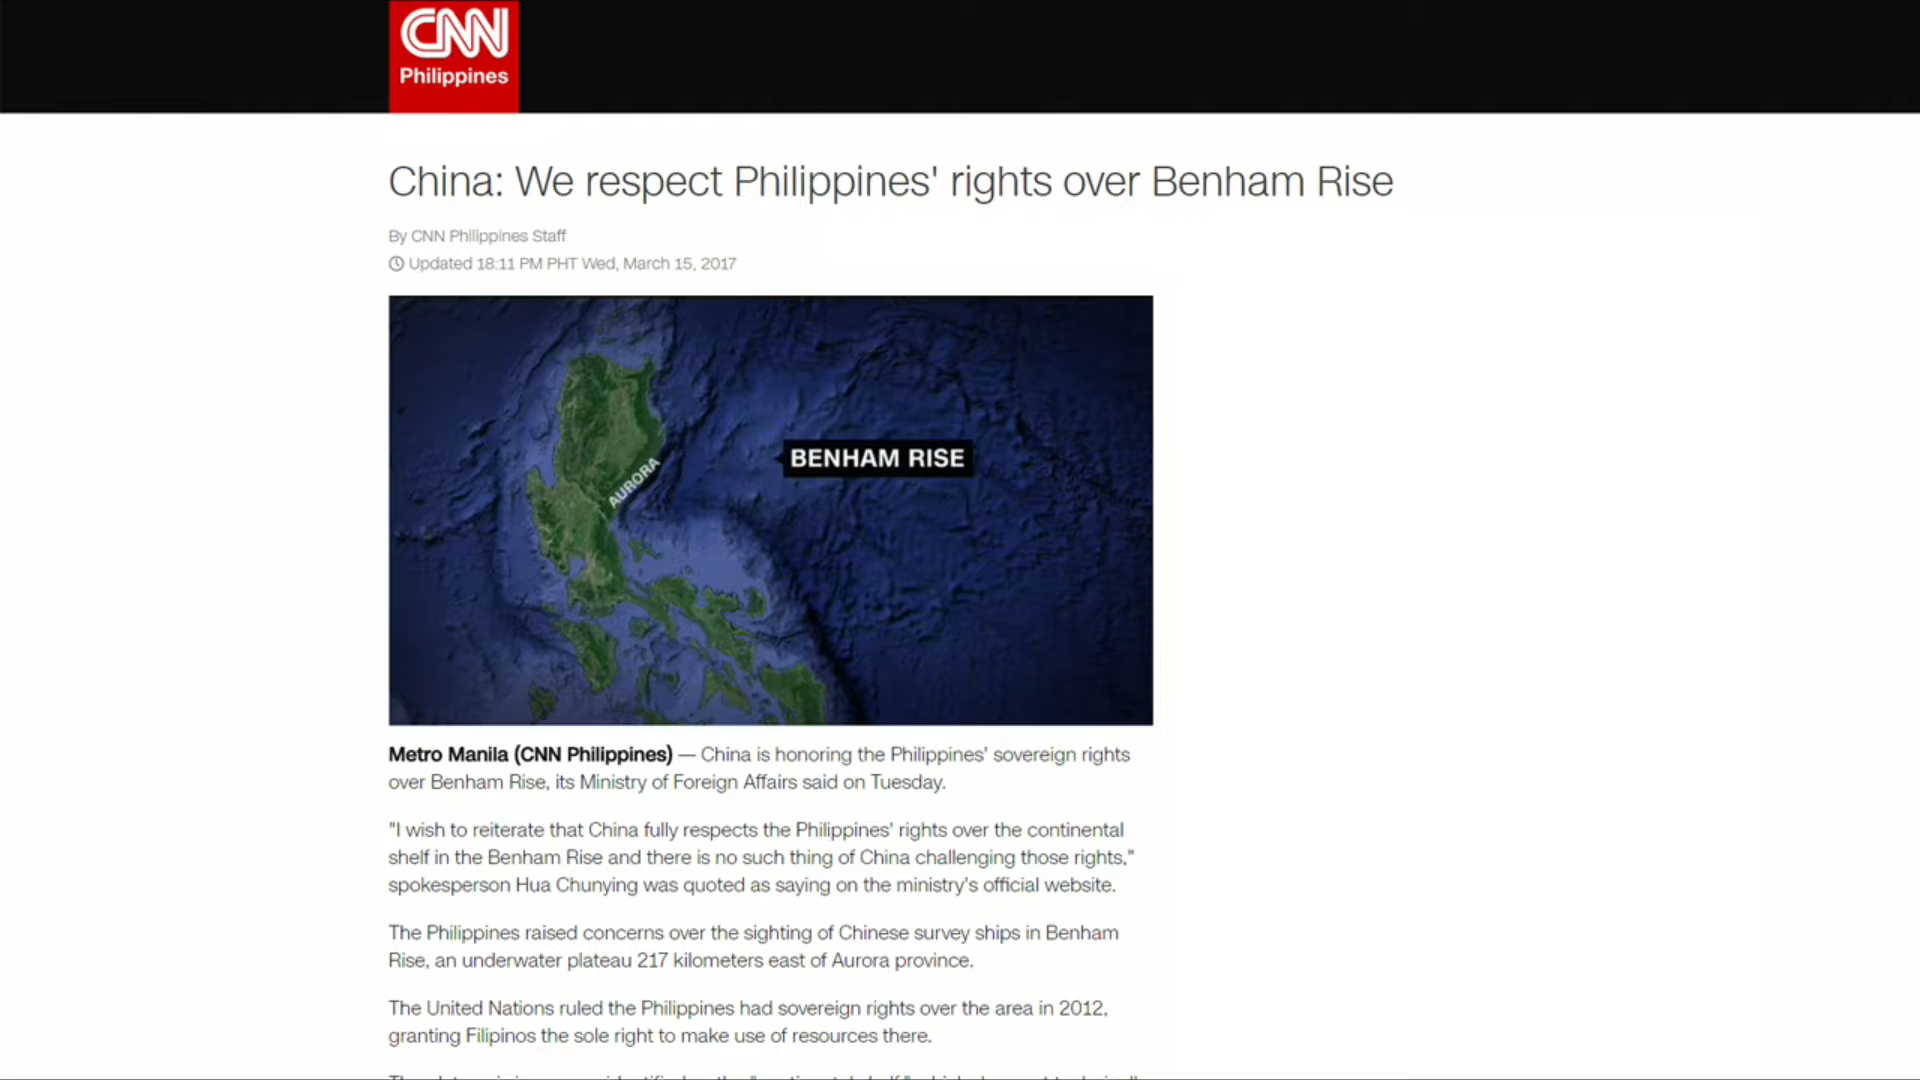 CNN
Philippines
China: We respect Philippines' rights over Benham Rise
By CNN Philippines Staff
Updated 18:11 PM PHT Wed, March 15, 2017
BENHAM RISE
AURORA
Metro Manila (CNN Philippines) — China is honoring the Philippines' sovereign rights
over Benham Rise, its Ministry of Foreign Affairs said on Tuesday.
"I wish to reiterate that China fully respects the Philippines' rights over the continental
shelf in the Benham Rise and there is no such thing of China challenging those rights,"
spokesperson Hua Chunying was quoted as saying on the ministry's official website.
The Philippines raised concerns over the sighting of Chinese survey ships in Benham
Rise, an underwater plateau 217 kilometers east of Aurora province.
The United Nations ruled the Philippines had sovereign rights over the area in 2012,
granting Filipinos the sole right to make use of resources there.